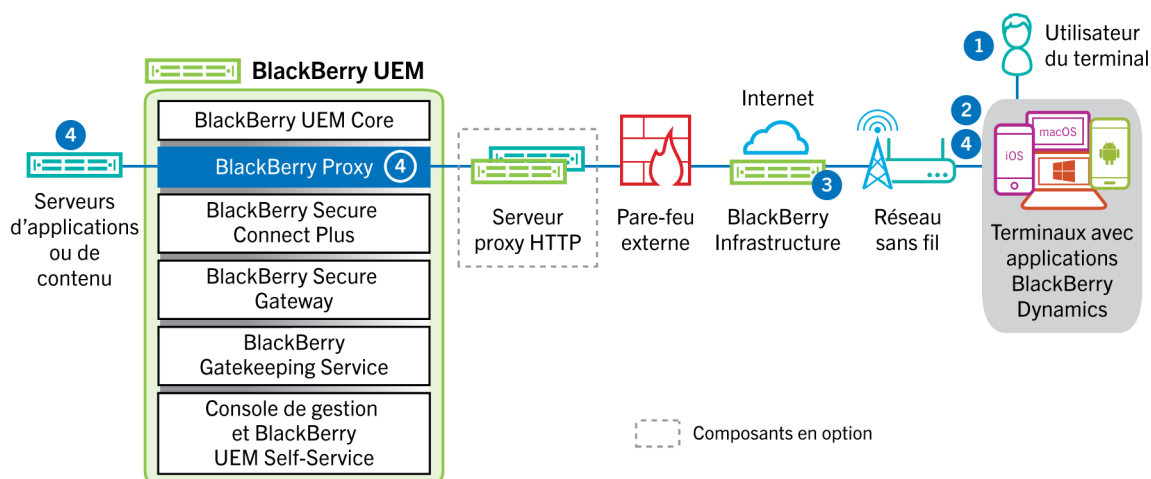 1
Utilisateur
du terminal
BlackBerry UEM
BlackBerry UEM Core
Internet
2
macOS
4
BlackBerry Proxy
4
4
iOS
3
Serveurs
d'applications
ou de
contenu
BlackBerry Secure
Connect Plus
Serveur
proxy HTTP
Pare-feu
externe
BlackBerry
Infrastructure
Réseau
sans fil
Terminaux avec
applications
BlackBerry
Dynamics
BlackBerry Secure
Gateway
BlackBerry
Gatekeeping Service
Console de gestion
et BlackBerry
UEM Self-Service
Composants en option